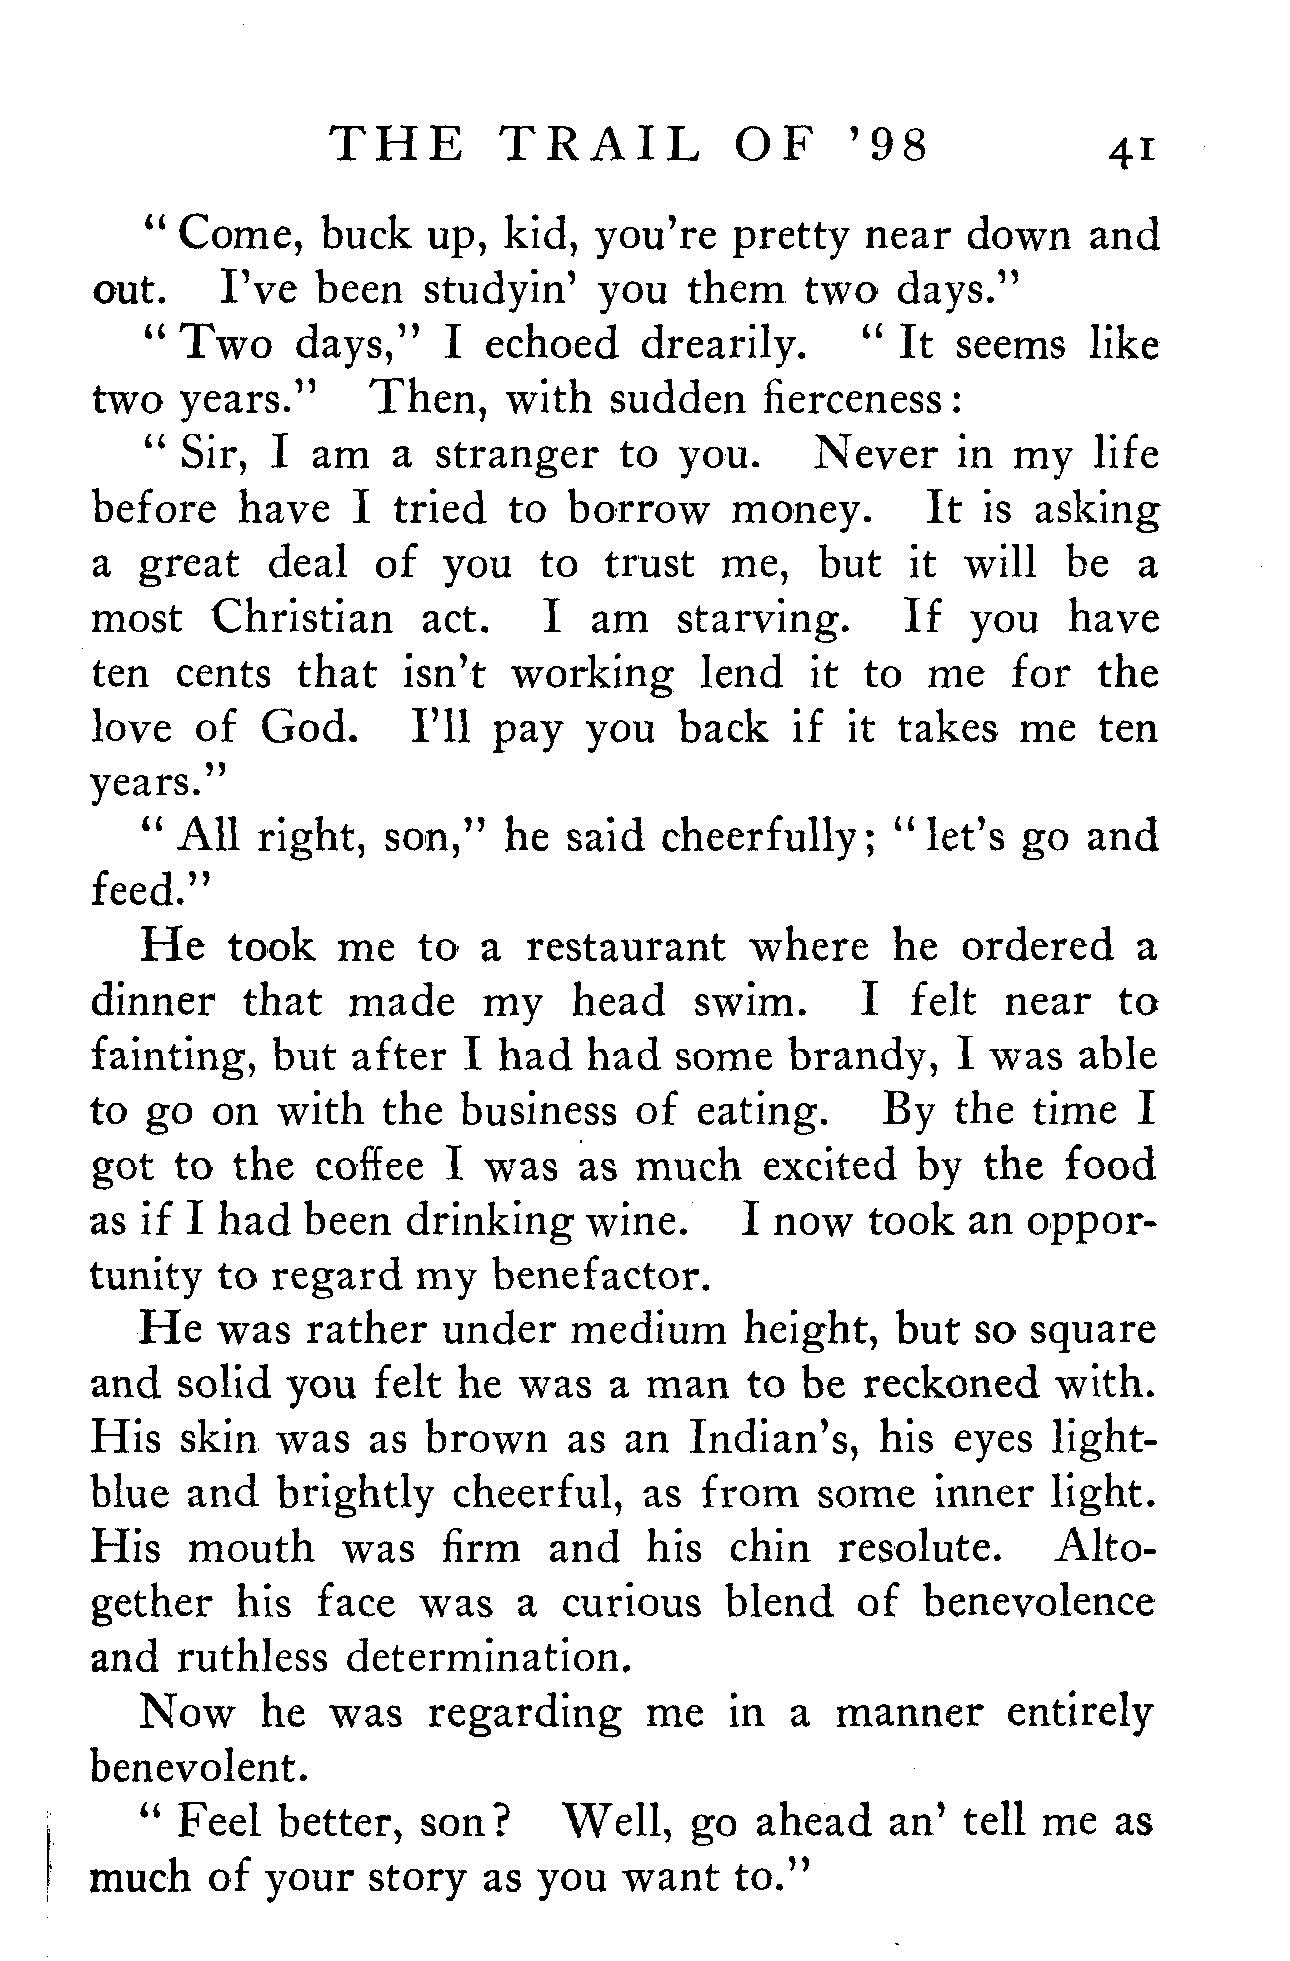 THE TRAIL OF '98 41
" Come, buck up, kid, you're pretty near down and
out. I've been studyin' you them two days."
" Two days," I echoed drearily. " It seems like
two years." Then, with sudden fierceness :
" Sir, I am a stranger to you. Never in my life
before have I tried to borrow money. It is asking
a great deal of you to trust me, but it will be a
most Christian act. I am starving. If you have
ten cents that isn't working lend it to me for the
love of God. I'll pay you back if it takes me ten
years."
" All right, son," he said cheerfully; " let's go and
feed."
He took me to a restaurant where he ordered a
dinner that made my head swim. I felt near to
fainting, but after I had had some brandy, I was able
to go on with the business of eating. By the time I
got to the coffee I was as much excited by the food
as if I had been drinking wine. I now took an oppor-
tunity to regard my benefactor.
He was rather under medium height, but so square
and solid you felt he was a man to be reckoned with.
His skin was as brown as an Indian's, his eyes light-
blue and brightly cheerful, as from some inner light.
His mouth was firm and his chin resolute. Alto-
gether his face was a curious blend of benevolence
and ruthless determination.
Now he was regarding me in a manner entirely
benevolent.
" Feel better, son? Well, go ahead an' tell me as
much of your story as you want to."